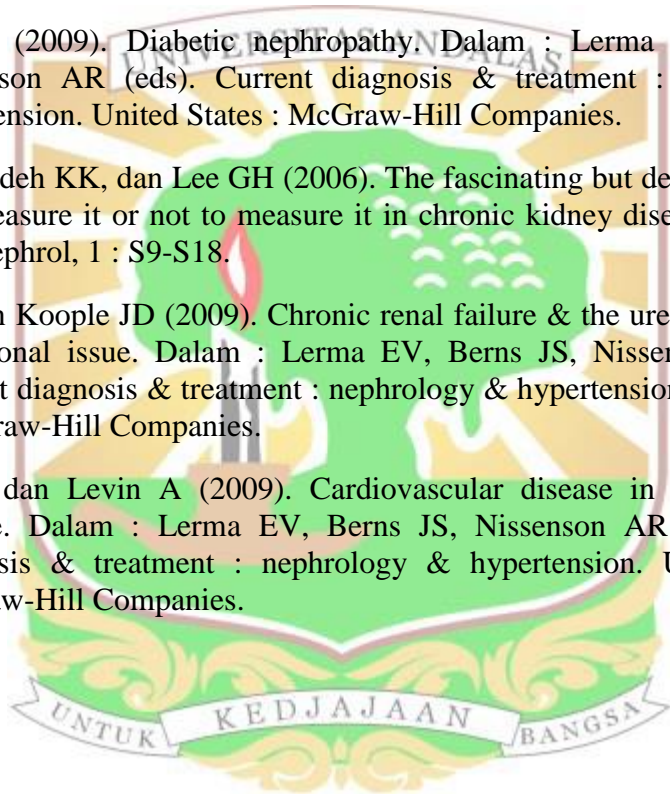 (2009). Diabetic nephropathy. Dalam : Lerma
UNIVERSITAS ANDALAS
son AR (eds). Current diagnosis & treatment :
ension. United States : McGraw-Hill Companies.
deh KK, dan Lee GH (2006). The fascinating but de
easure it or not to measure it in chronic kidney dise
ephrol, 1 : S9-S18.
n Koople JD (2009). Chronic renal failure & the ure
onal issue. Dalam : Lerma EV, Berns JS, Nissen
t diagnosis & treatment : nephrology & hypertension
raw-Hill Companies.
dan Levin A (2009). Cardiovascular disease in
e. Dalam : Lerma EV, Berns JS, Nissenson AR
sis & treatment : nephrology & hypertension. U
aw-Hill Companies.
UNTUK KEDJAJAAN BANGSA